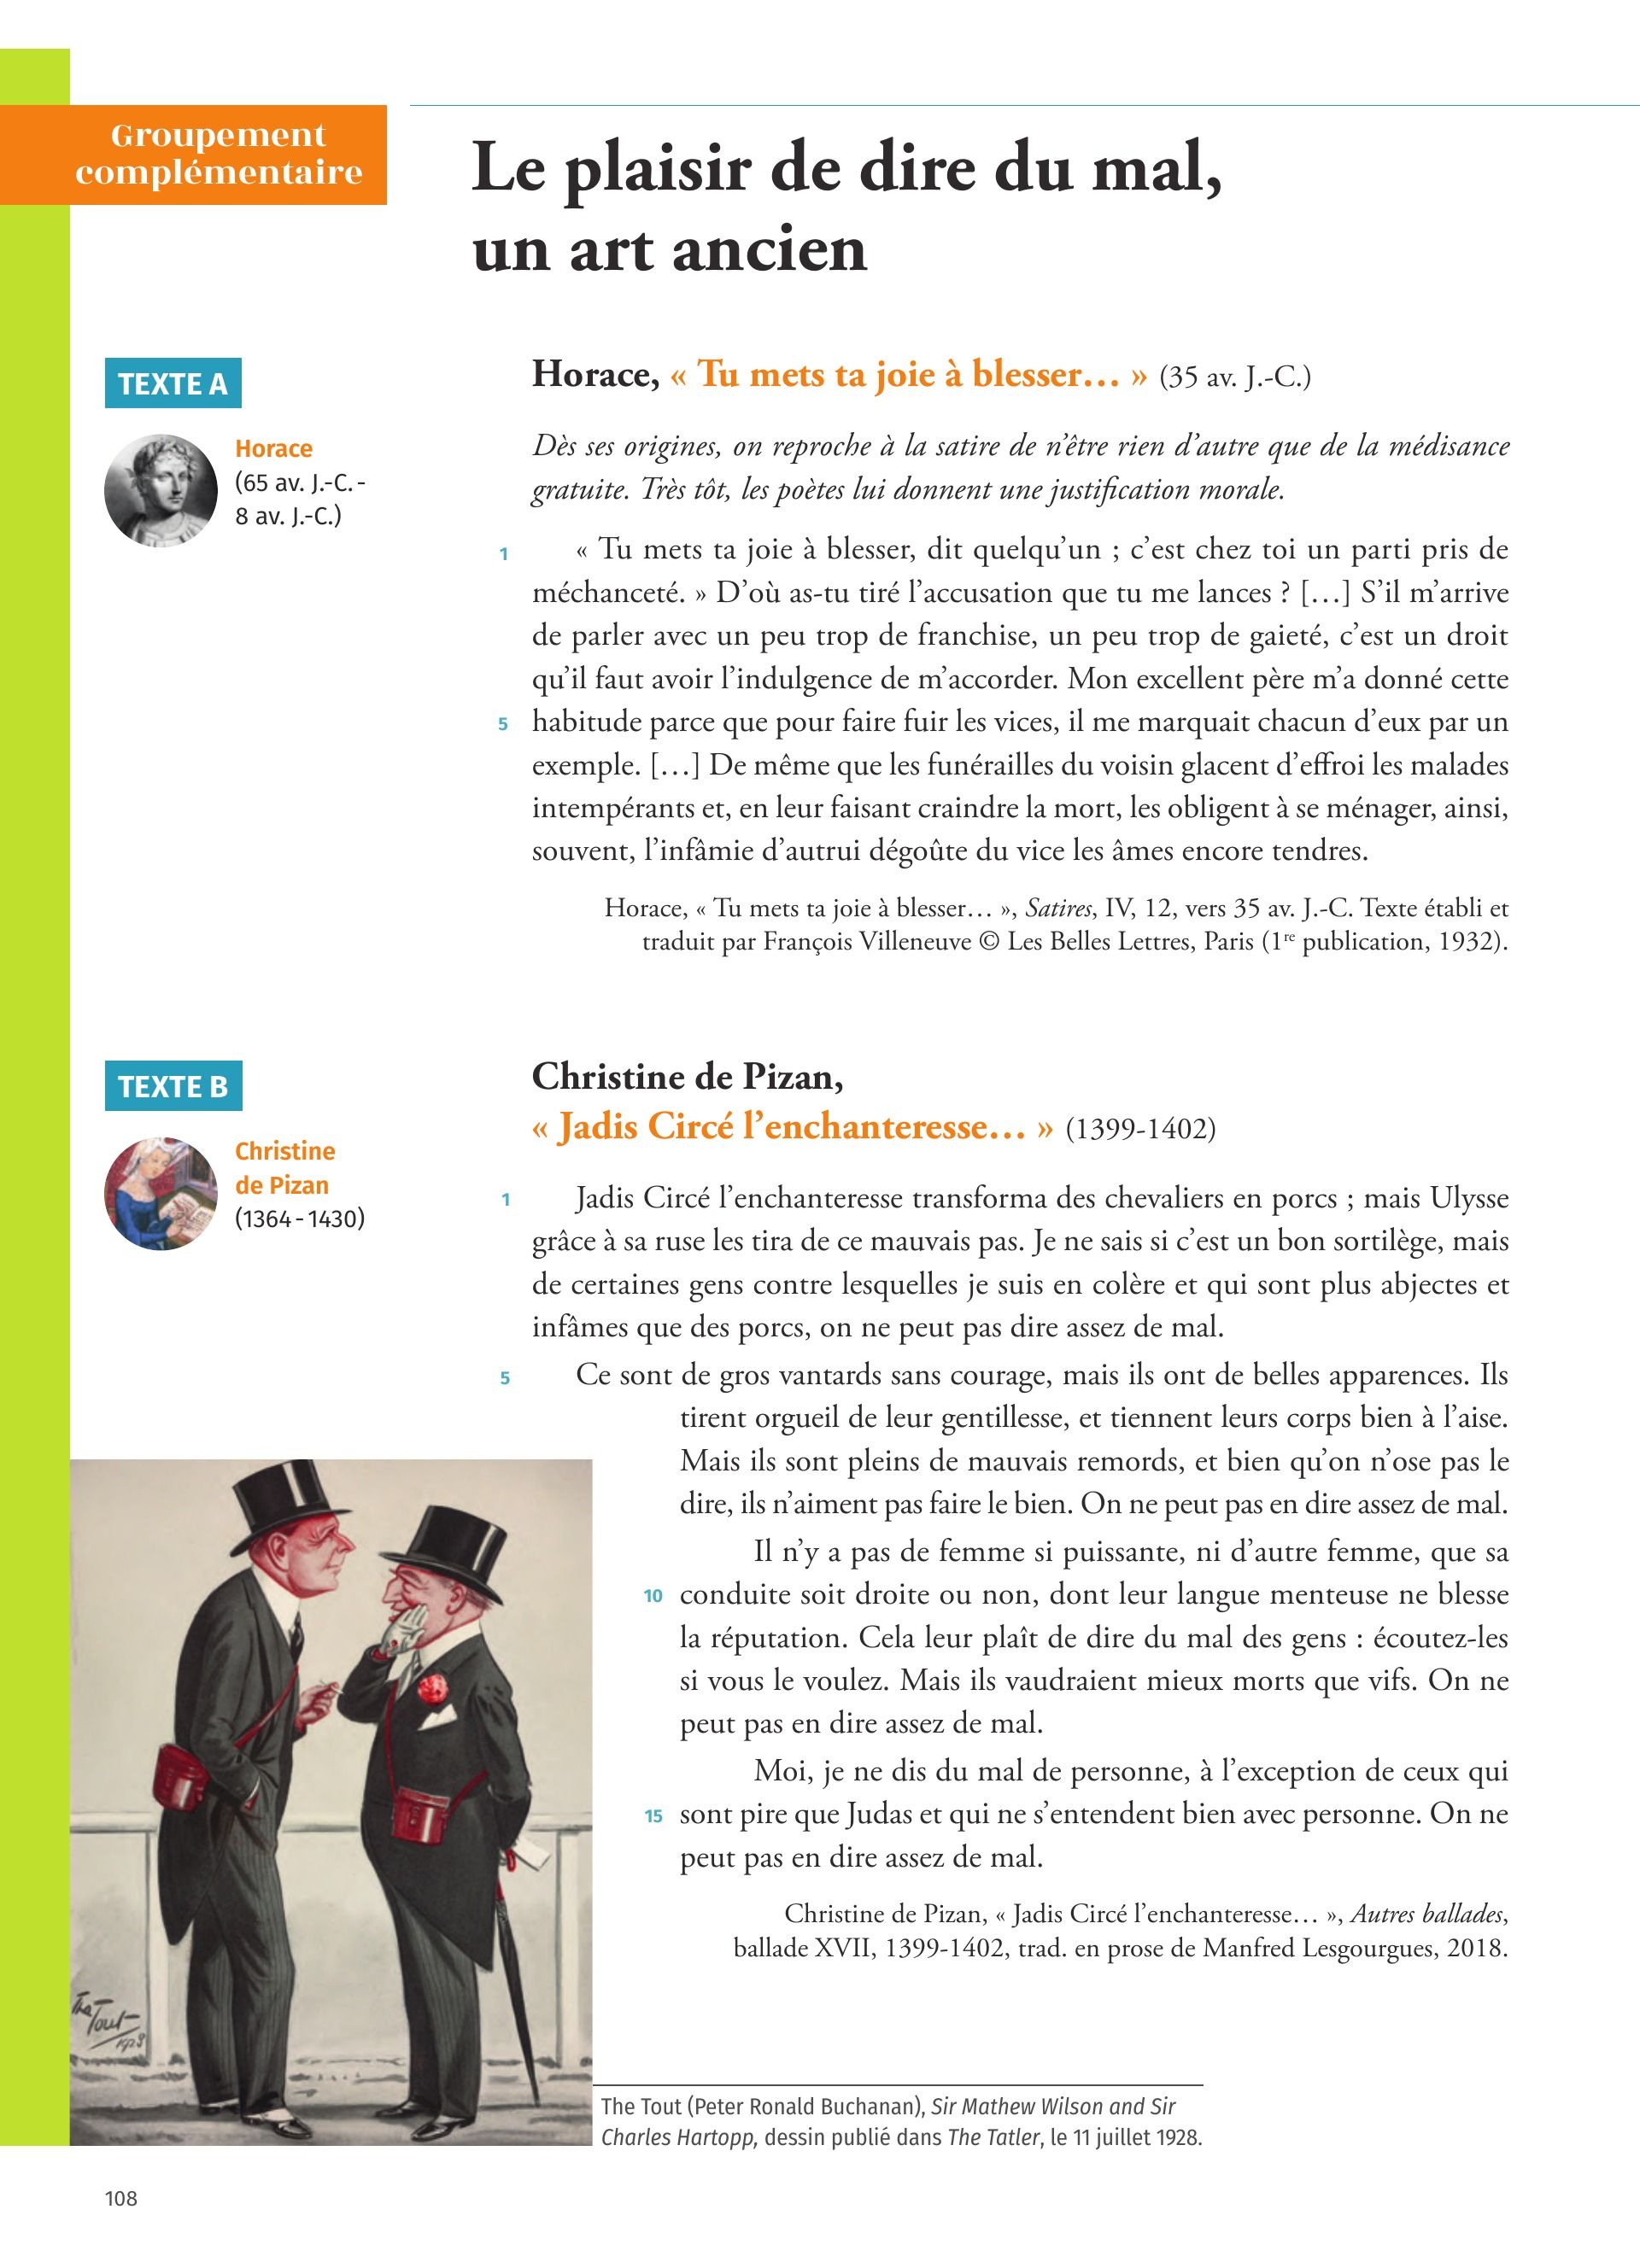 Groupement
complémentaire
Le plaisir de dire du mal,
un art ancien
TEXTE A
Horace
(65 av. J.-C. -
8 av. J.-C.)
Horace, « Tu mets ta joie à blesser… » (35 av. J.-C.)
Dès ses origines, on reproche à la satire de n'être rien d'autre que de la médisance
gratuite. Très tôt, les poètes lui donnent une justification morale.
1 « Tu mets ta joie à blesser, dit quelqu'un ; c'est chez toi un parti pris de
méchanceté. » D'où as-tu tiré l'accusation que tu me lances ? […] S'il m'arrive
de parler avec un peu trop de franchise, un peu trop de gaieté, c'est un droit
qu'il faut avoir l'indulgence de m'accorder. Mon excellent père m'a donné cette
5 habitude parce que pour faire fuir les vices, il me marquait chacun d'eux par un
exemple. […] De même que les funérailles du voisin glacent d'effroi les malades
intempérants et, en leur faisant craindre la mort, les obligent à se ménager, ainsi,
souvent, l'infâmie d'autrui dégoûte du vice les âmes encore tendres.
Horace, « Tu mets ta joie à blesser… », Satires, IV, 12, vers 35 av. J.-C. Texte établi et
traduit par François Villeneuve © Les Belles Lettres, Paris (1re publication, 1932).
TEXTE B
Christine
de Pizan
(1364 - 1430)
Christine de Pizan,
« Jadis Circé l'enchanteresse… » (1399-1402)
1 Jadis Circé l'enchanteresse transforma des chevaliers en porcs ; mais Ulysse
grâce à sa ruse les tira de ce mauvais pas. Je ne sais si c'est un bon sortilège, mais
de certaines gens contre lesquelles je suis en colère et qui sont plus abjectes et
infâmes que des porcs, on ne peut pas dire assez de mal.
5 Ce sont de gros vantards sans courage, mais ils ont de belles apparences. Ils
tirent orgueil de leur gentillesse, et tiennent leurs corps bien à l'aise.
Mais ils sont pleins de mauvais remords, et bien qu'on n'ose pas le
dire, ils n'aiment pas faire le bien. On ne peut pas en dire assez de mal.
Il n'y a pas de femme si puissante, ni d'autre femme, que sa
10 conduite soit droite ou non, dont leur langue menteuse ne blesse
la réputation. Cela leur plaît de dire du mal des gens : écoutez-les
si vous le voulez. Mais ils vaudraient mieux morts que vifs. On ne
peut pas en dire assez de mal.
Moi, je ne dis du mal de personne, à l'exception de ceux qui
15 sont pire que Judas et qui ne s'entendent bien avec personne. On ne
peut pas en dire assez de mal.
Christine de Pizan, « Jadis Circé l'enchanteresse… », Autres ballades,
ballade XVII, 1399-1402, trad. en prose de Manfred Lesgourgues, 2018.
The
Tout
The Tout (Peter Ronald Buchanan), Sir Mathew Wilson and Sir
Charles Hartopp, dessin publié dans The Tatler, le 11 juillet 1928.
108